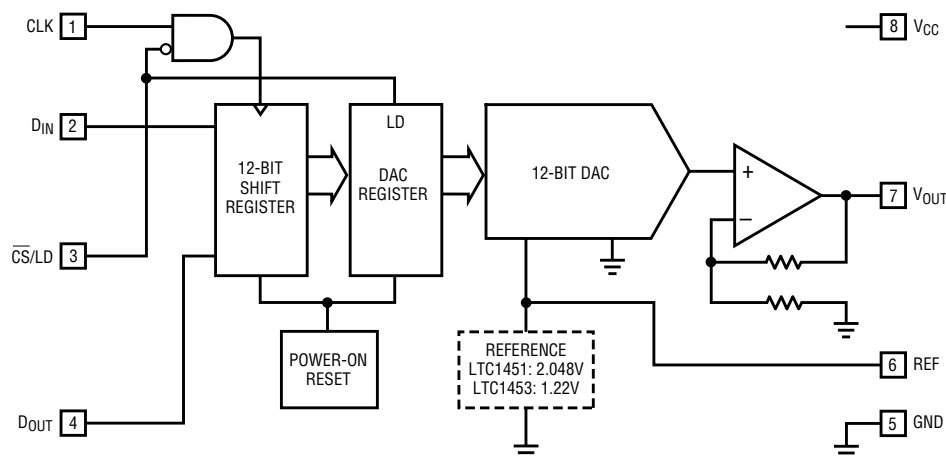 CLK 1
8 VCC
DIN 2
LD
12-BIT
SHIFT
REGISTER
DAC
REGISTER
12-BIT DAC
+
–
7 VOUT
C̅S̅/LD 3
POWER-ON
RESET
REFERENCE
LTC1451: 2.048V
LTC1453: 1.22V
6 REF
DOUT 4
5 GND